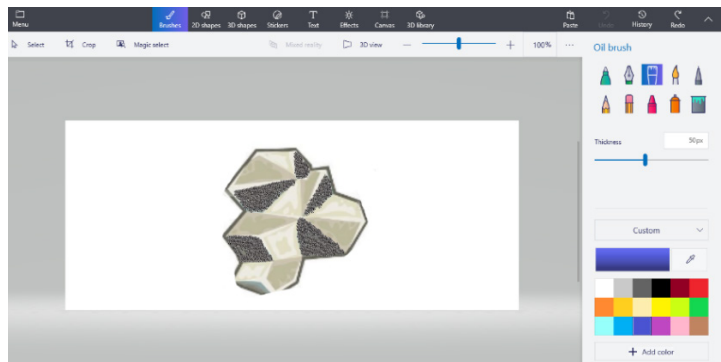 Menu
Brushes
2D shapes
3D shapes
Stickers
Text
Effects
Canvas
3D library
Paste
Undo
History
Redo
Select
Crop
Magic select
Mixed reality
3D view
100%
...
Oil brush
Thickness
50px
Custom
+ Add color